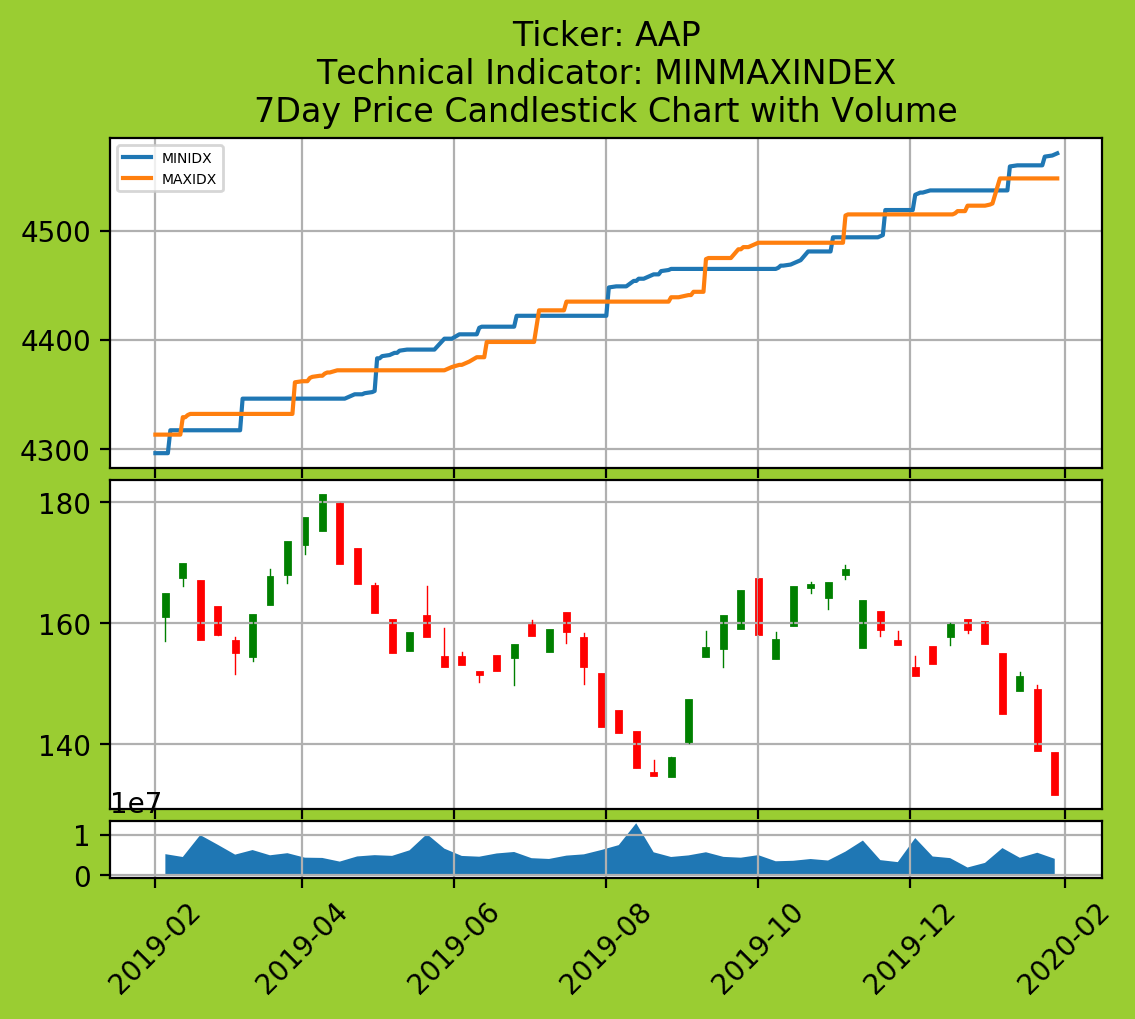 Ticker: AAP
Technical Indicator: MINMAXINDEX
7Day Price Candlestick Chart with Volume
MINIDX
MAXIDX
4500
4400
4300
180
160
140
1e7
1
0
2019-02
2019-04
2019-06
2019-08
2019-10
2019-12
2020-02